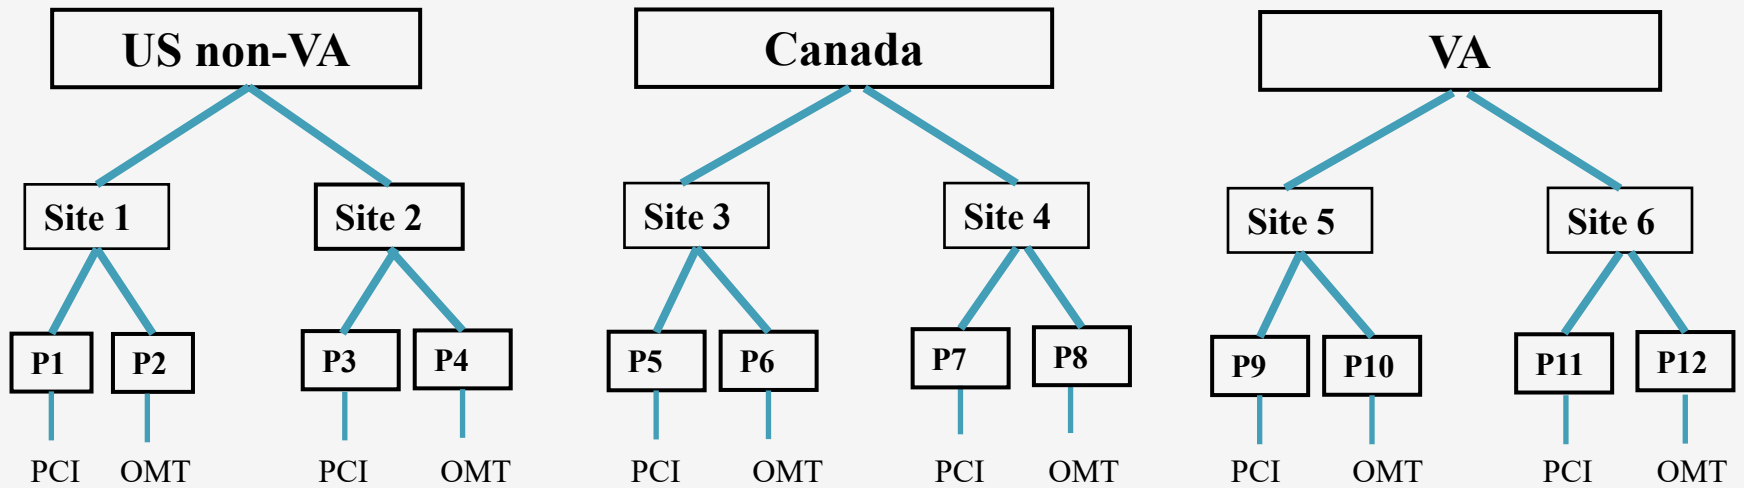 US non-VA
Canada
VA
Site 1
Site 2
Site 3
Site 4
Site 5
Site 6
P1
P2
P3
P4
P5
P6
P7
P8
P9
P10
P11
P12
PCI
OMT
PCI
OMT
PCI
OMT
PCI
OMT
PCI
OMT
PCI
OMT